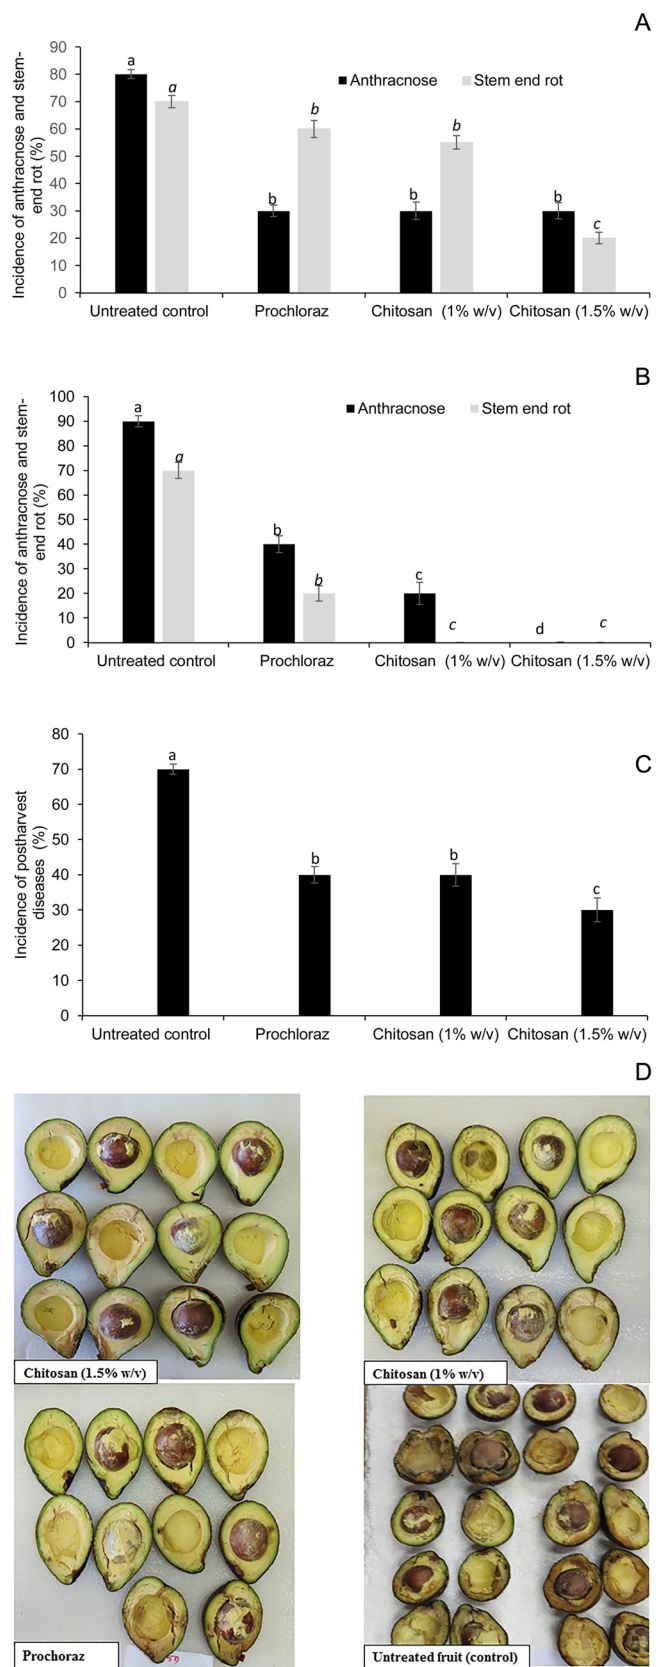 A
Incidence of anthracnose and stem-
end rot (%)
90
80
70
60
50
40
30
20
10
0
Anthracnose
Stem end rot
a
a
b
b
b
b
b
c
Untreated control
Prochloraz
Chitosan (1% w/v)
Chitosan (1.5% w/v)
B
Incidence of anthracnose and stem-
end rot (%)
100
90
80
70
60
50
40
30
20
10
0
Anthracnose
Stem end rot
a
a
b
b
c
c
d
c
Untreated control
Prochloraz
Chitosan (1% w/v)
Chitosan (1.5% w/v)
C
Incidence of postharvest
diseases (%)
80
70
60
50
40
30
20
10
0
a
b
b
c
Untreated control
Prochloraz
Chitosan (1% w/v)
Chitosan (1.5% w/v)
D
Chitosan (1.5% w/v)
Chitosan (1% w/v)
Prochoraz
Untreated fruit (control)